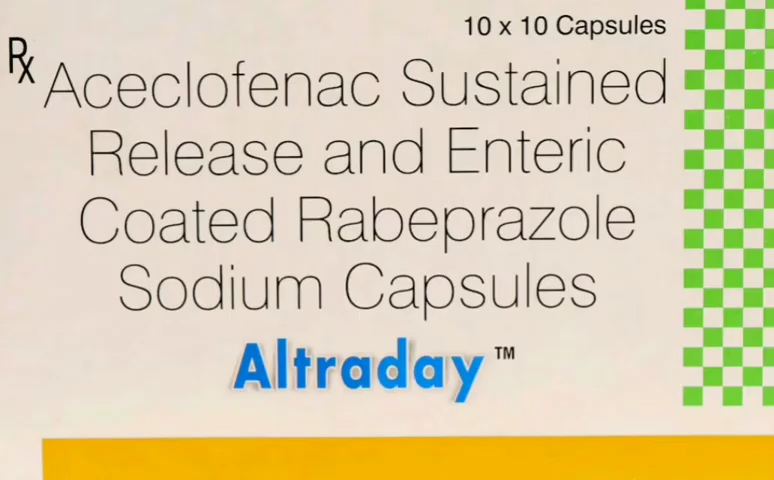 10 x 10 Capsules
Rx Aceclofenac Sustained
Release and Enteric
Coated Rabeprazole
Sodium Capsules
Altraday™